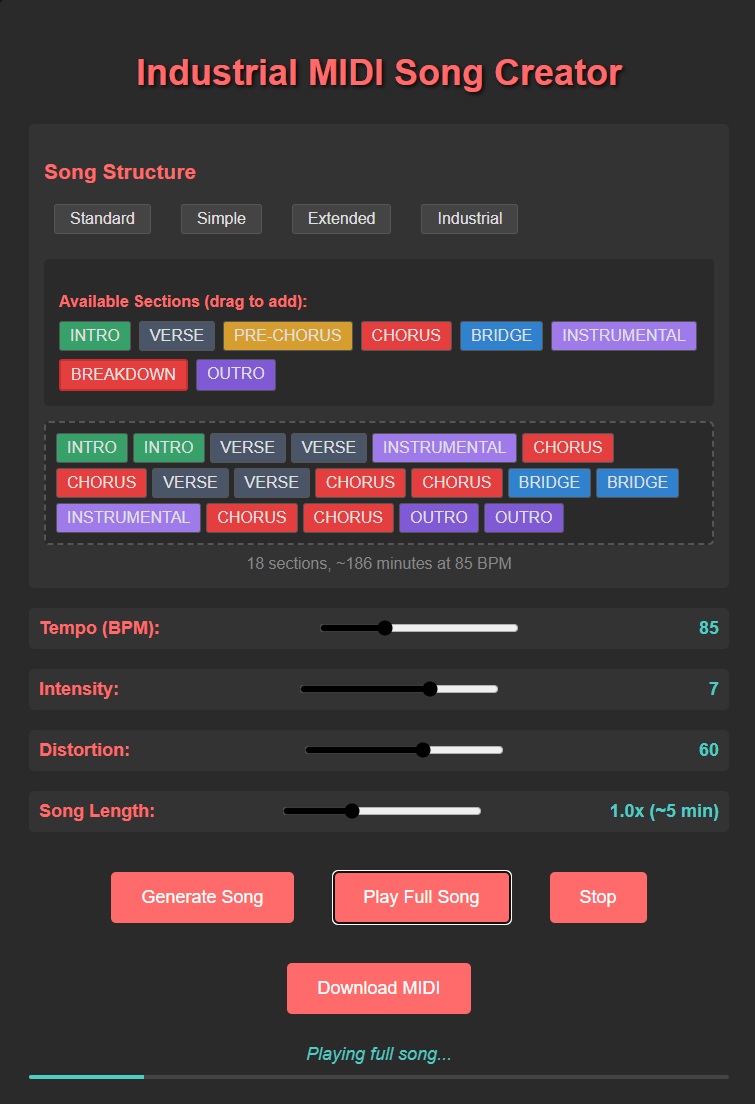 Industrial MIDI Song Creator
Song Structure
Standard Simple Extended Industrial
Available Sections (drag to add):
INTRO VERSE PRE-CHORUS CHORUS BRIDGE INSTRUMENTAL
BREAKDOWN OUTRO
INTRO INTRO VERSE VERSE INSTRUMENTAL CHORUS
CHORUS VERSE VERSE CHORUS CHORUS BRIDGE BRIDGE
INSTRUMENTAL CHORUS CHORUS OUTRO OUTRO
18 sections, ~186 minutes at 85 BPM
Tempo (BPM): 85
Intensity: 7
Distortion: 60
Song Length: 1.0x (~5 min)
Generate Song Play Full Song Stop
Download MIDI
Playing full song...